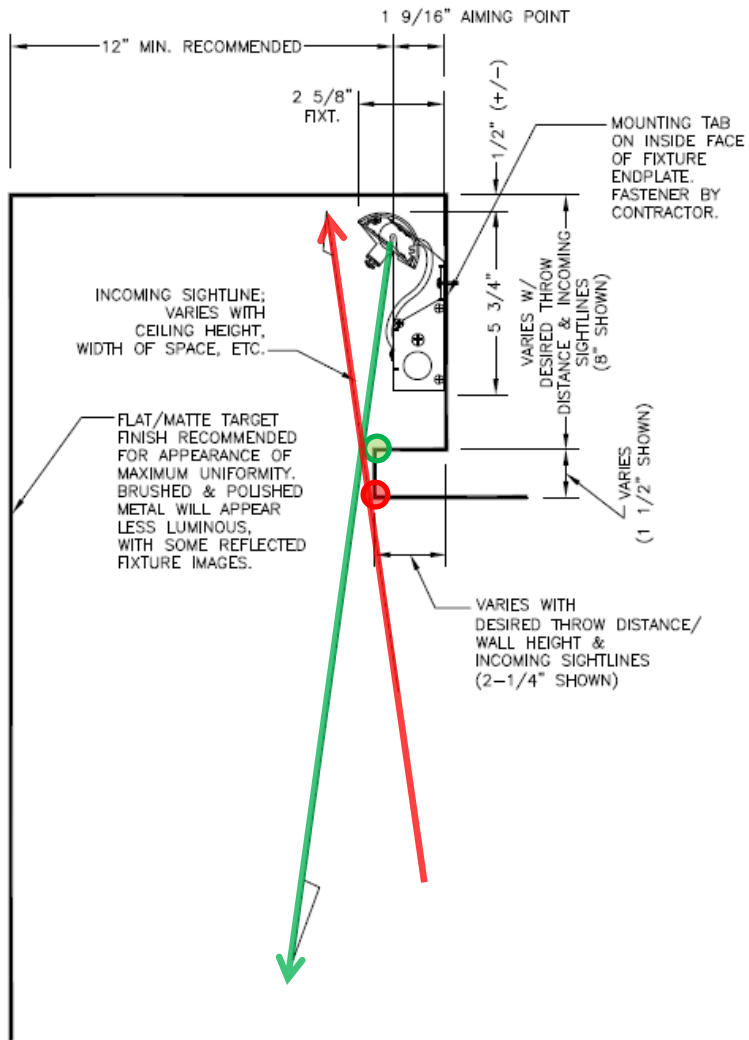 1 9/16" AIMING POINT
12" MIN. RECOMMENDED
2 5/8"
FIXT.
1/2" (+/-)
MOUNTING TAB
ON INSIDE FACE
OF FIXTURE
ENDPLATE.
FASTENER BY
CONTRACTOR.
5 3/4"
VARIES W/
DESIRED THROW
DISTANCE & INCOMING
SIGHTLINES
(8" SHOWN)
INCOMING SIGHTLINE;
VARIES WITH
CEILING HEIGHT,
WIDTH OF SPACE, ETC.
FLAT/MATTE TARGET
FINISH RECOMMENDED
FOR APPEARANCE OF
MAXIMUM UNIFORMITY.
BRUSHED & POLISHED
METAL WILL APPEAR
LESS LUMINOUS,
WITH SOME REFLECTED
FIXTURE IMAGES.
VARIES
(1 1/2" SHOWN)
VARIES WITH
DESIRED THROW DISTANCE/
WALL HEIGHT &
INCOMING SIGHTLINES
(2-1/4" SHOWN)